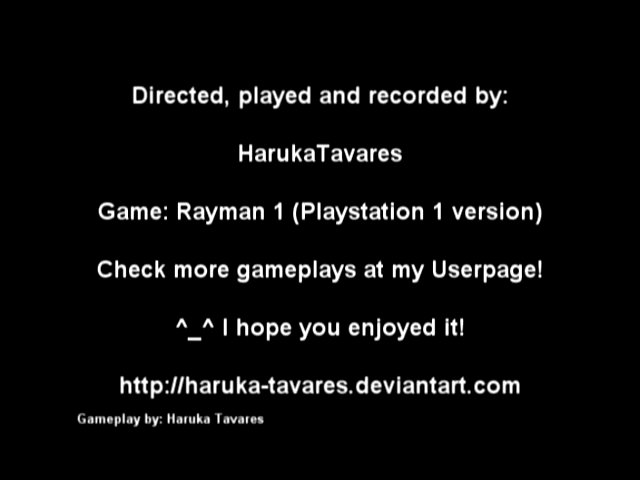 Directed, played and recorded by:
HarukaTavares
Game: Rayman 1 (Playstation 1 version)
Check more gameplays at my Userpage!
^_^ I hope you enjoyed it!
http://haruka-tavares.deviantart.com
Gameplay by: Haruka Tavares